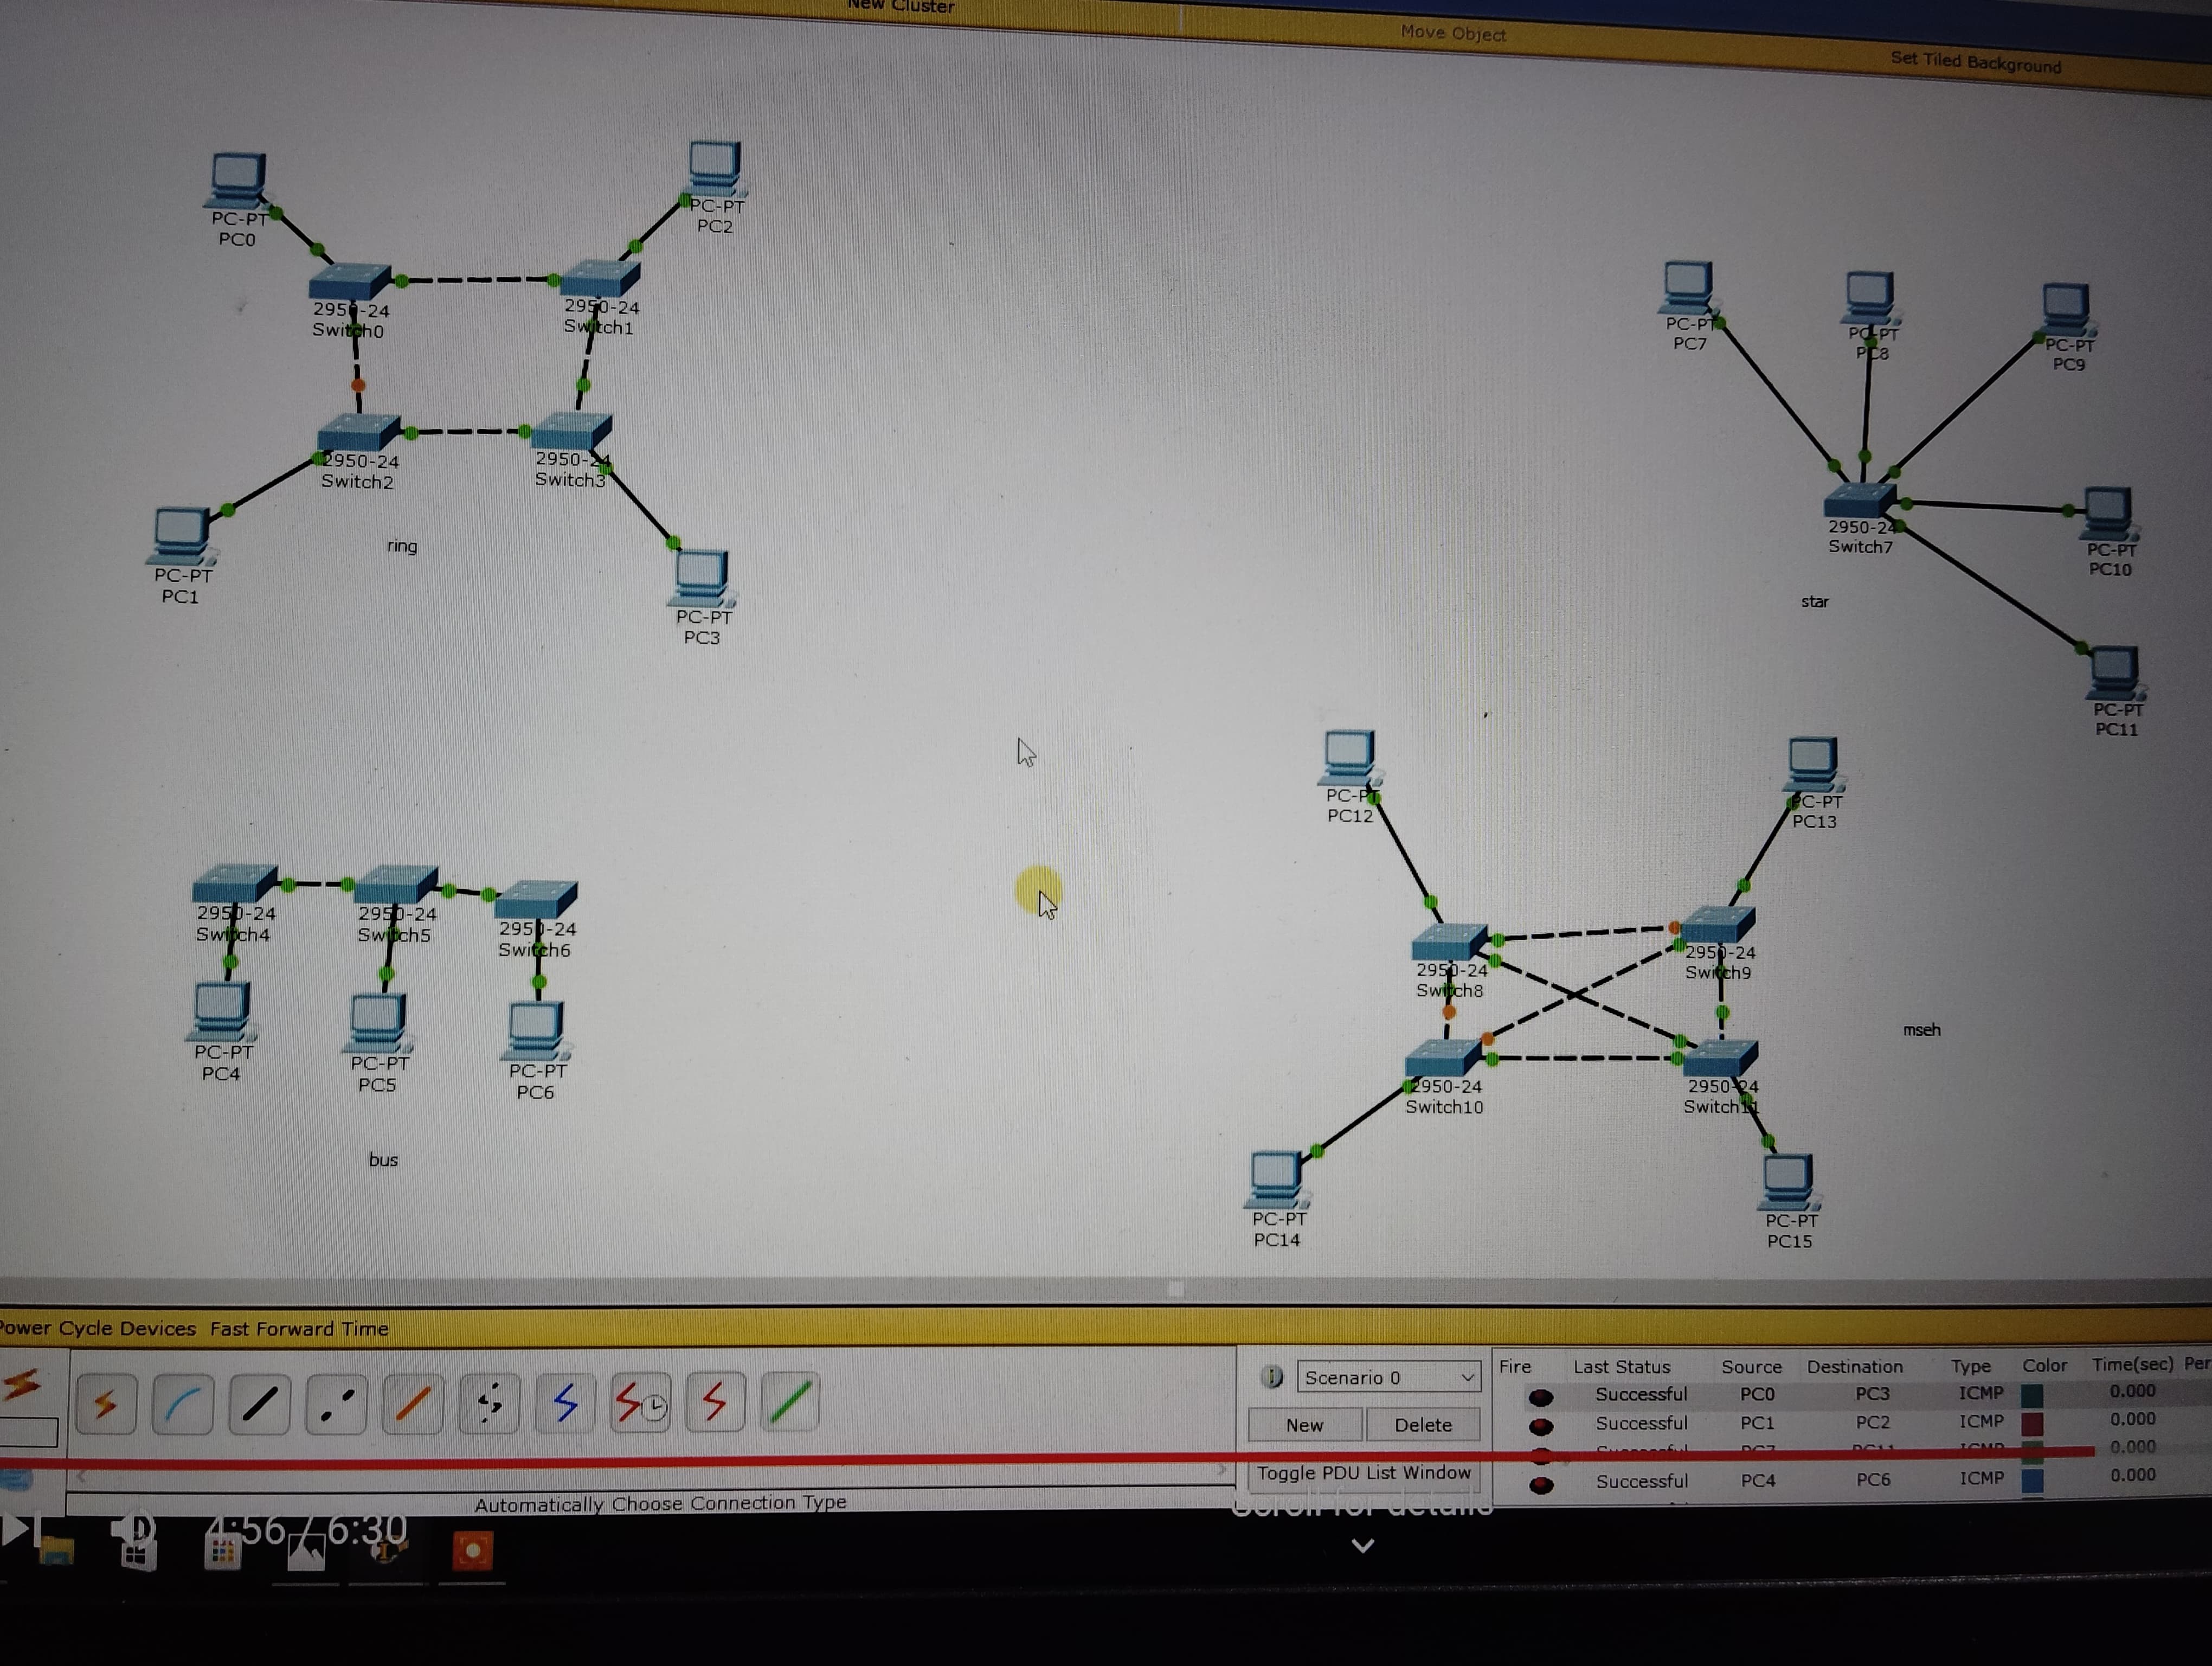 New Cluster
Move Object
Set Tiled Background
PC-PT
PC0
PC-PT
PC2
2950-24
Switch0
2950-24
Switch1
2950-24
Switch2
2950-24
Switch3
PC-PT
PC1
ring
PC-PT
PC3
PC-PT
PC7
PC-PT
PC8
PC-PT
PC9
2950-24
Switch7
PC-PT
PC10
star
PC-PT
PC11
2950-24
Switch4
2950-24
Switch5
2950-24
Switch6
PC-PT
PC4
PC-PT
PC5
PC-PT
PC6
bus
PC-PT
PC12
PC-PT
PC13
2950-24
Switch8
2950-24
Switch9
mseh
2950-24
Switch10
2950-24
Switch11
PC-PT
PC14
PC-PT
PC15
Power Cycle Devices Fast Forward Time
Scenario 0
New Delete
Toggle PDU List Window
Fire Last Status Source Destination Type Color Time(sec) Per
Successful PC0 PC3 ICMP 0.000
Successful PC1 PC2 ICMP 0.000
Successful PC7 PC11 ICMP 0.000
Successful PC4 PC6 ICMP 0.000
Automatically Choose Connection Type
Scroll for details
4:56 / 6:30